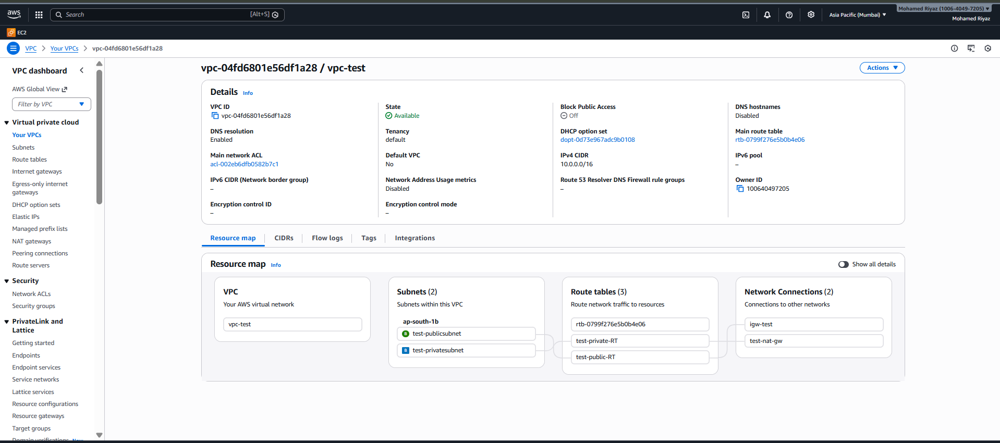 aws
Search
[Alt+S]
Asia Pacific (Mumbai)
Mohamed Riyaz (1006-4049-7205)
Mohamed Riyaz
EC2
VPC
Your VPCs
vpc-04fd6801e56df1a28
VPC dashboard
AWS Global View
Filter by VPC
Virtual private cloud
Your VPCs
Subnets
Route tables
Internet gateways
Egress-only internet
gateways
DHCP option sets
Elastic IPs
Managed prefix lists
NAT gateways
Peering connections
Route servers
Security
Network ACLs
Security groups
PrivateLink and
Lattice
Getting started
Endpoints
Endpoint services
Service networks
Lattice services
Resource configurations
Resource gateways
Target groups
Domain verifications New
vpc-04fd6801e56df1a28 / vpc-test
Actions
Details Info
VPC ID
vpc-04fd6801e56df1a28
State
Available
Block Public Access
Off
DNS hostnames
Disabled
DNS resolution
Enabled
Tenancy
default
DHCP option set
dopt-0d73e967adc9b0108
Main route table
rtb-0799f276e5b0b4e06
Main network ACL
acl-002eb6dfb0582b7c1
Default VPC
No
IPv4 CIDR
10.0.0.0/16
IPv6 pool
–
IPv6 CIDR (Network border group)
–
Network Address Usage metrics
Disabled
Route 53 Resolver DNS Firewall rule groups
–
Owner ID
100640497205
Encryption control ID
–
Encryption control mode
–
Resource map
CIDRs
Flow logs
Tags
Integrations
Resource map Info
Show all details
VPC
Your AWS virtual network
vpc-test
Subnets (2)
Subnets within this VPC
ap-south-1b
B test-publicsubnet
B test-privatesubnet
Route tables (3)
Route network traffic to resources
rtb-0799f276e5b0b4e06
test-private-RT
test-public-RT
Network Connections (2)
Connections to other networks
igw-test
test-nat-gw